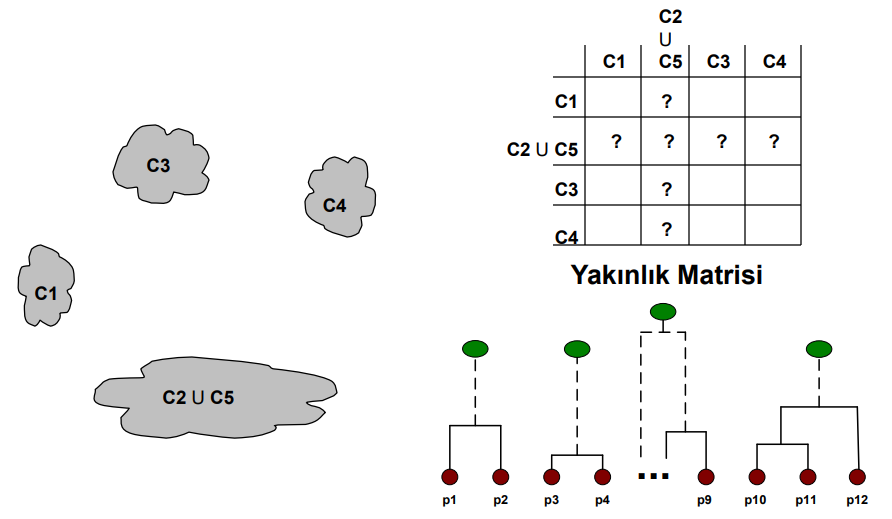 C3
C4
C1
C2 U C5
C2
U
C1 C5 C3 C4
C1 ?
C2 U C5 ? ? ? ?
C3 ?
C4 ?
Yakınlık Matrisi
...
p1 p2 p3 p4 p9 p10 p11 p12